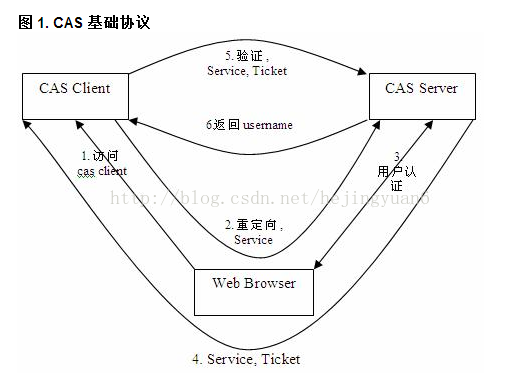 图 1. CAS 基础协议
5.验证，
Service, Ticket
CAS Client
CAS Server
6返回 username
1.访问
cas client
3.
用户认
证
http://blog.csdn.net/hejingyuan6
2.重定向，
Service
Web Browser
4. Service, Ticket